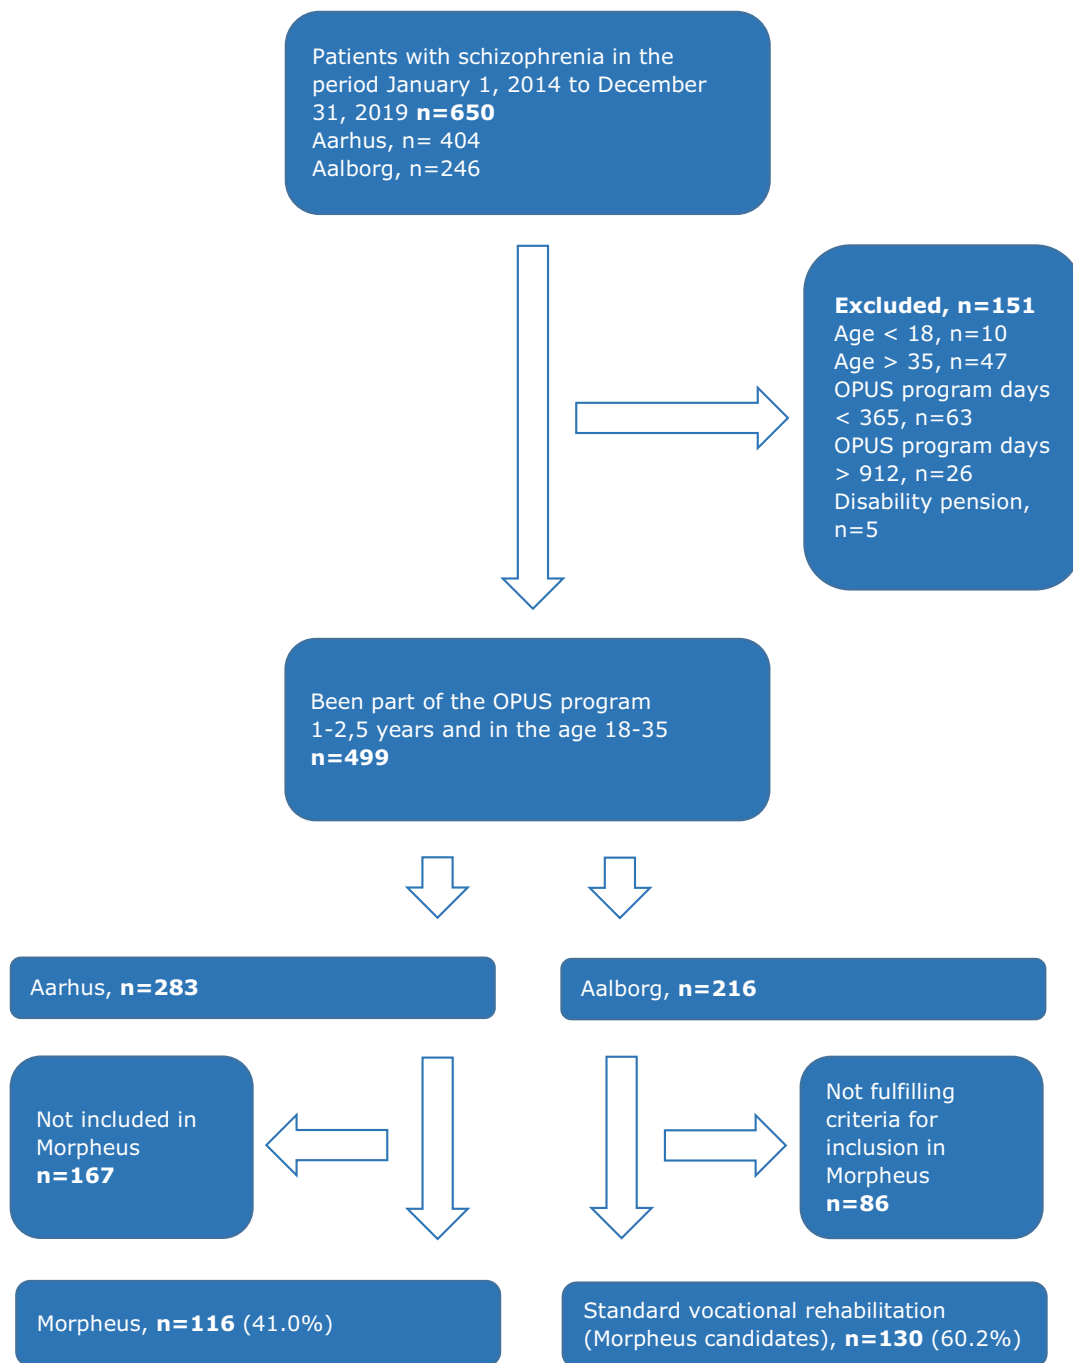 Patients with schizophrenia in the
period January 1, 2014 to December
31, 2019 n=650
Aarhus, n= 404
Aalborg, n=246
Excluded, n=151
Age < 18, n=10
Age > 35, n=47
OPUS program days
< 365, n=63
OPUS program days
> 912, n=26
Disability pension,
n=5
Been part of the OPUS program
1-2,5 years and in the age 18-35
n=499
Aarhus, n=283
Aalborg, n=216
Not included in
Morpheus
n=167
Not fulfilling
criteria for
inclusion in
Morpheus
n=86
Morpheus, n=116 (41.0%)
Standard vocational rehabilitation
(Morpheus candidates), n=130 (60.2%)